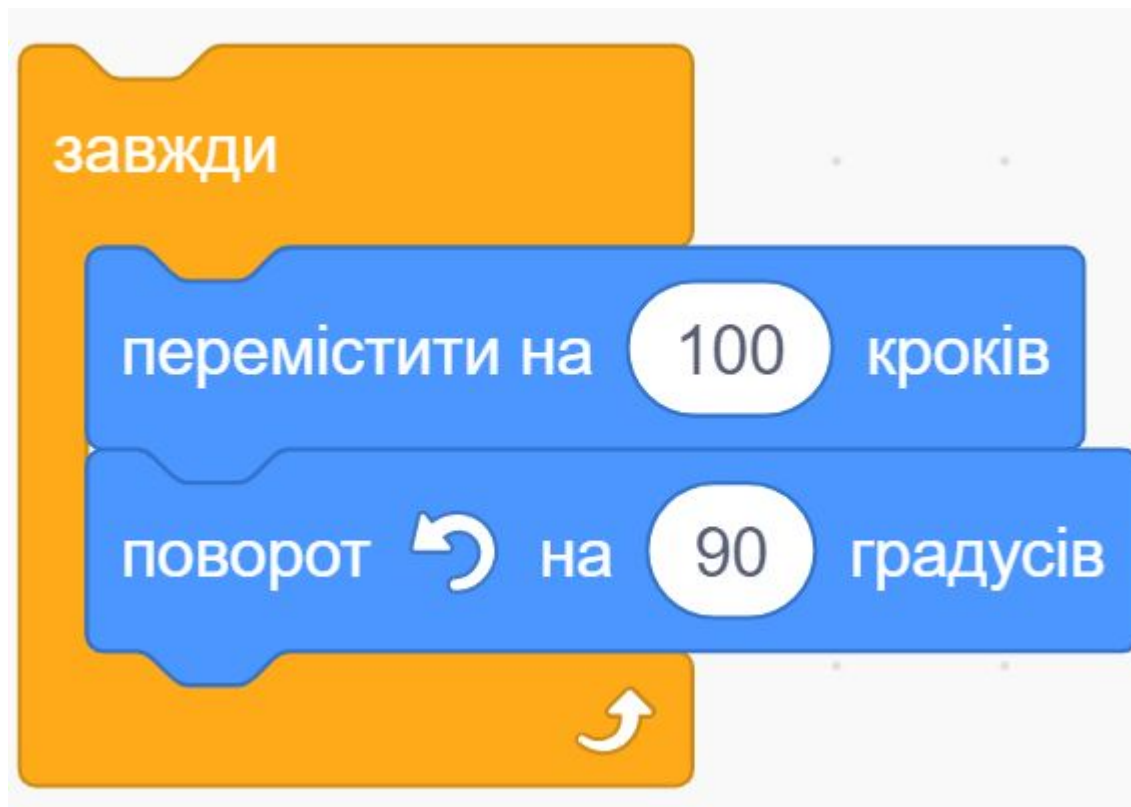 завжди
перемістити на 100 кроків
поворот на 90 градусів